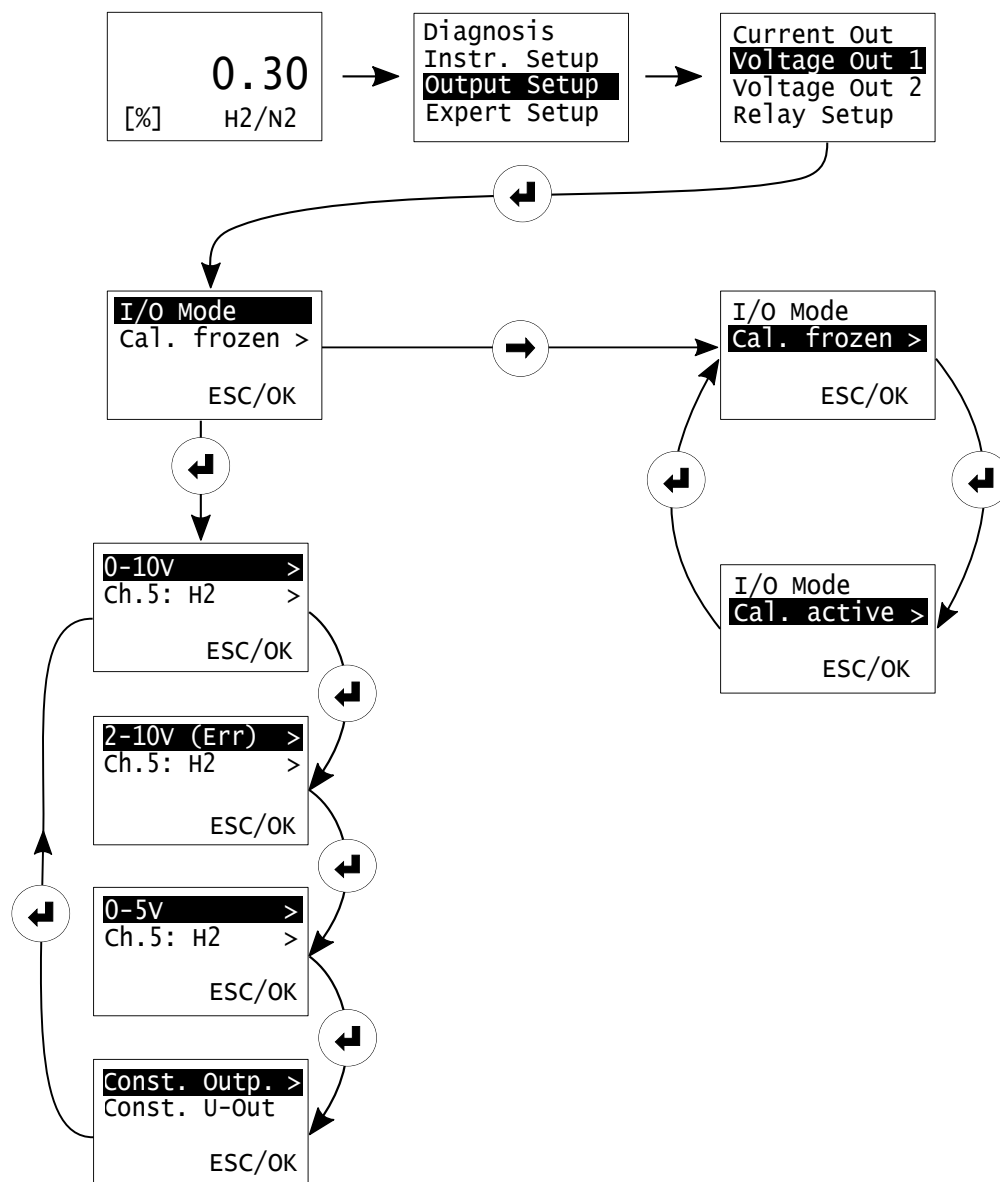 0.30
[%] H2/N2
Diagnosis
Instr. Setup
Output Setup
Expert Setup
Current Out
Voltage Out 1
Voltage Out 2
Relay Setup
I/O Mode
Cal. frozen >
ESC/OK
I/O Mode
Cal. frozen >
ESC/OK
0-10V >
Ch.5: H2 >
ESC/OK
I/O Mode
Cal. active >
ESC/OK
2-10V (Err) >
Ch.5: H2 >
ESC/OK
0-5V >
Ch.5: H2 >
ESC/OK
Const. Outp. >
Const. U-Out
ESC/OK